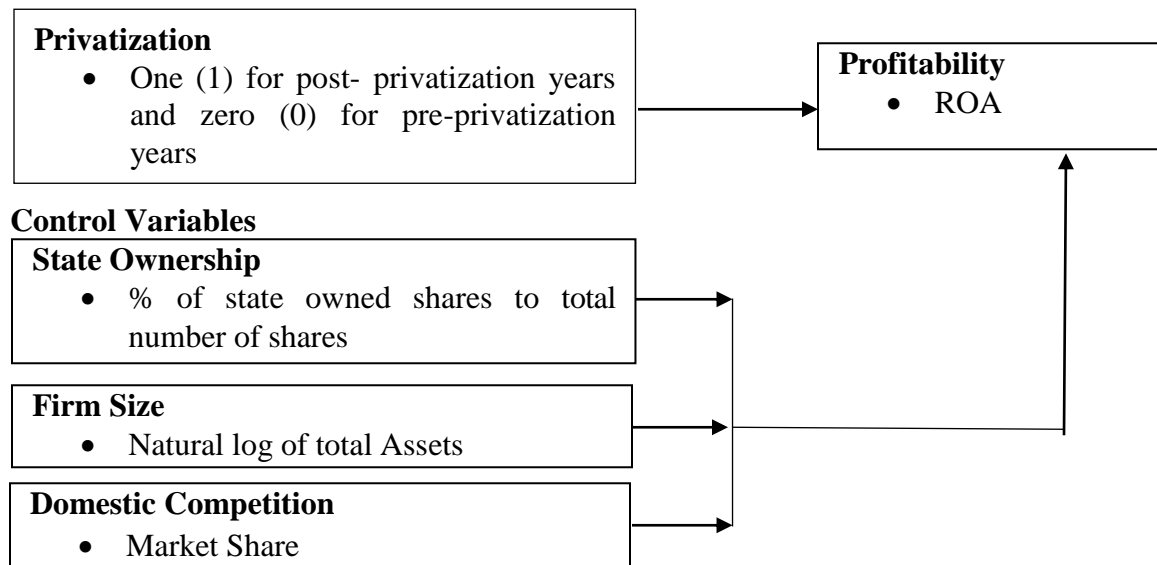 Privatization
• One (1) for post- privatization years
and zero (0) for pre-privatization
years
Profitability
• ROA
Control Variables
State Ownership
• % of state owned shares to total
number of shares
Firm Size
• Natural log of total Assets
Domestic Competition
• Market Share